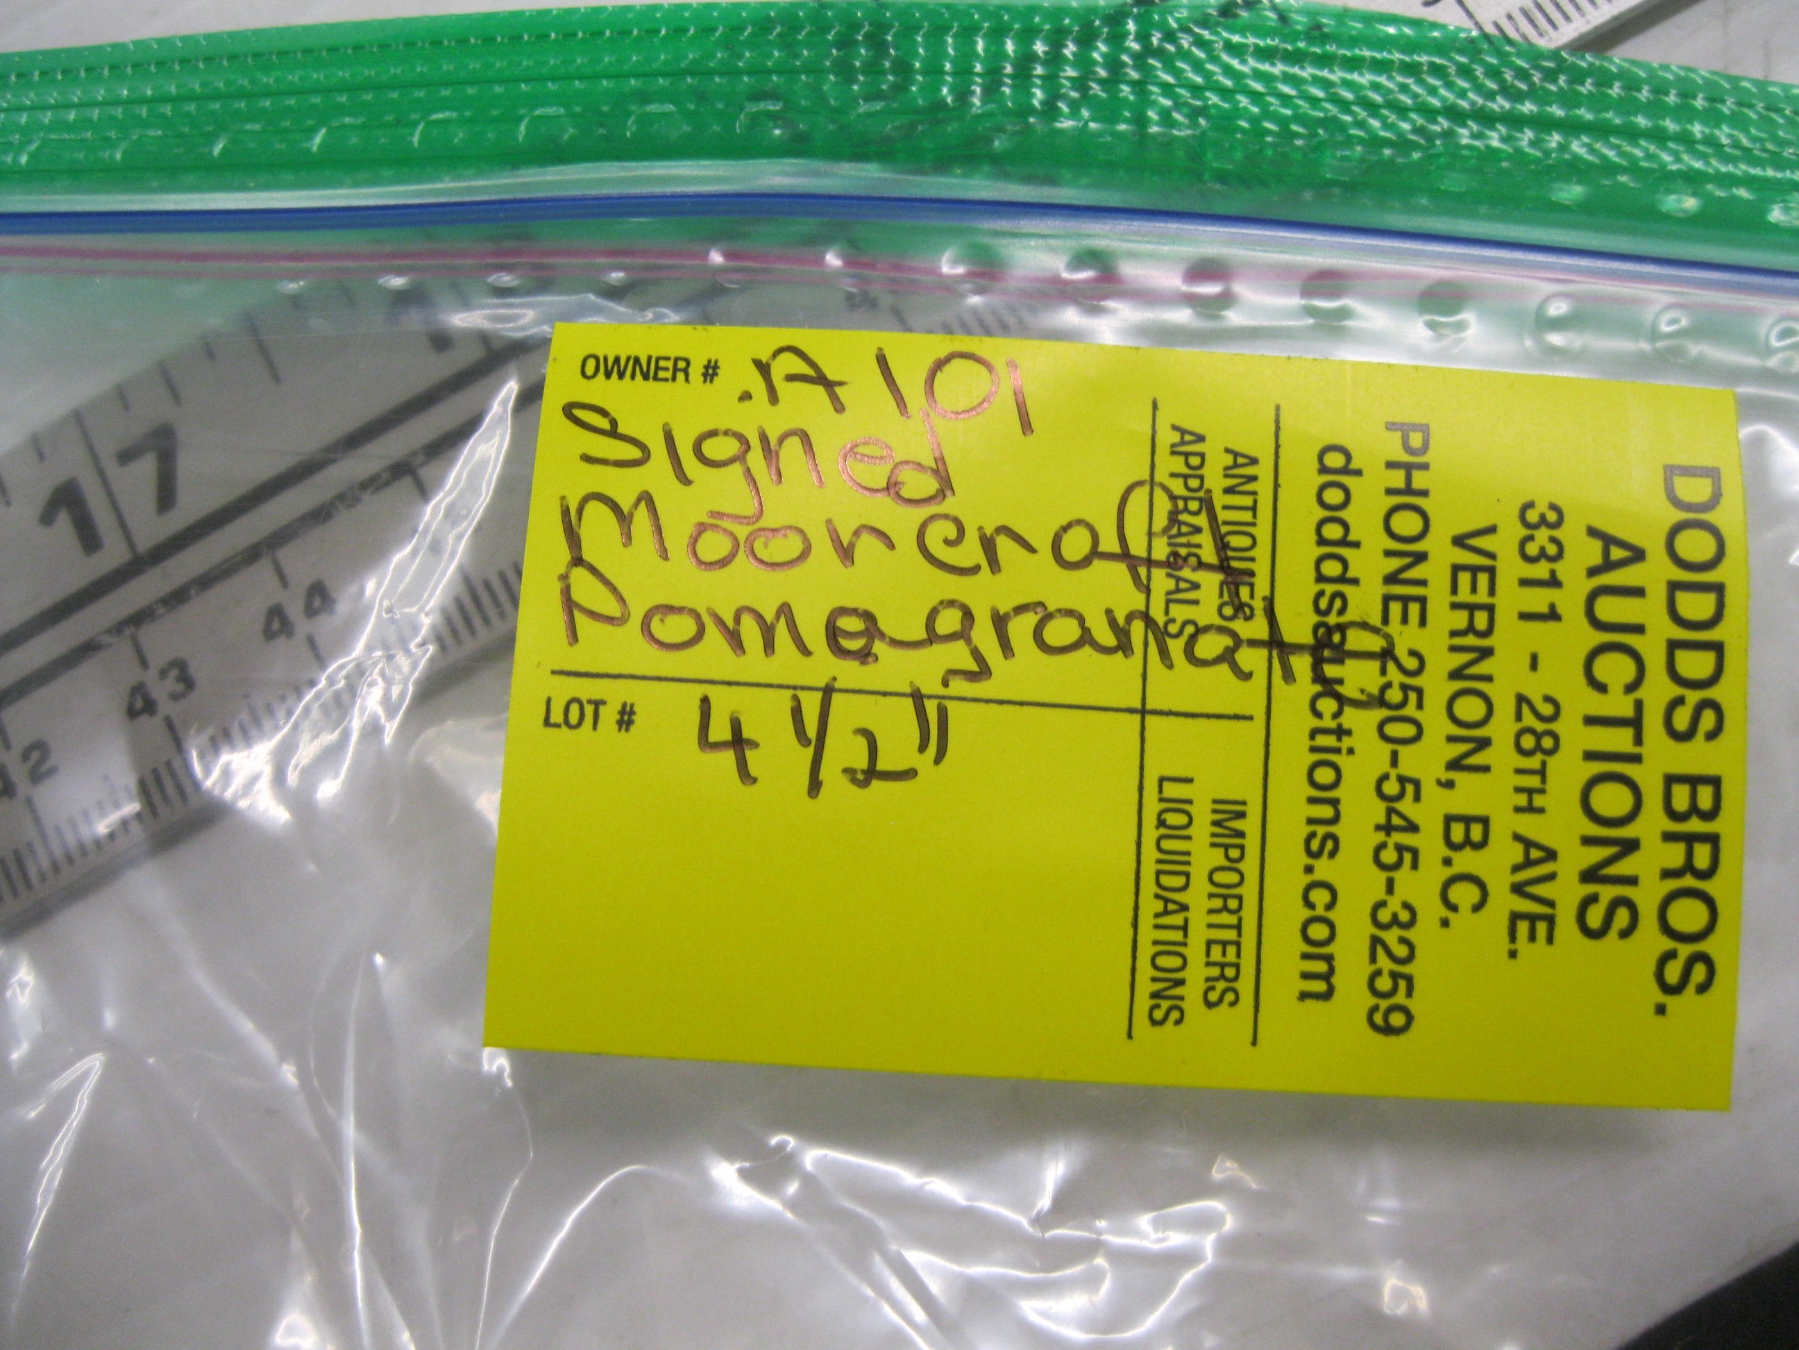 OWNER # A101
Signed
Moorcroft
Pomagranate
LOT # 4 1/2"
DODDS BROS.
AUCTIONS
3311 - 28TH AVE.
VERNON, B.C.
PHONE 250-545-3259
doddsauctions.com
ANTIQUES IMPORTERS
APPRAISALS LIQUIDATIONS
17
44
43
42